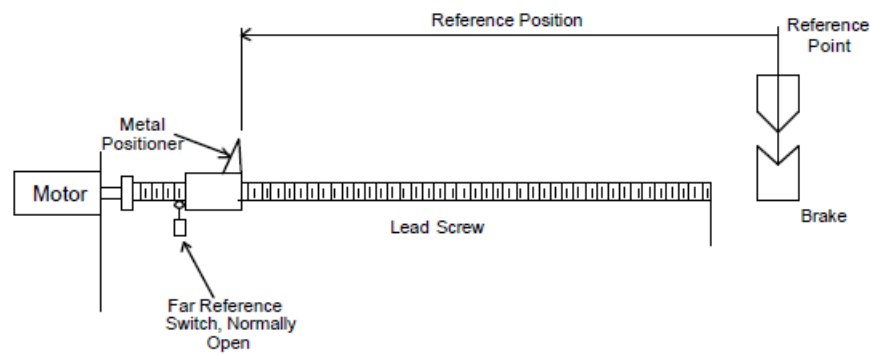 Reference Position
Reference
Point
Metal
Positioner
Motor
Lead Screw
Brake
Far Reference
Switch, Normally
Open